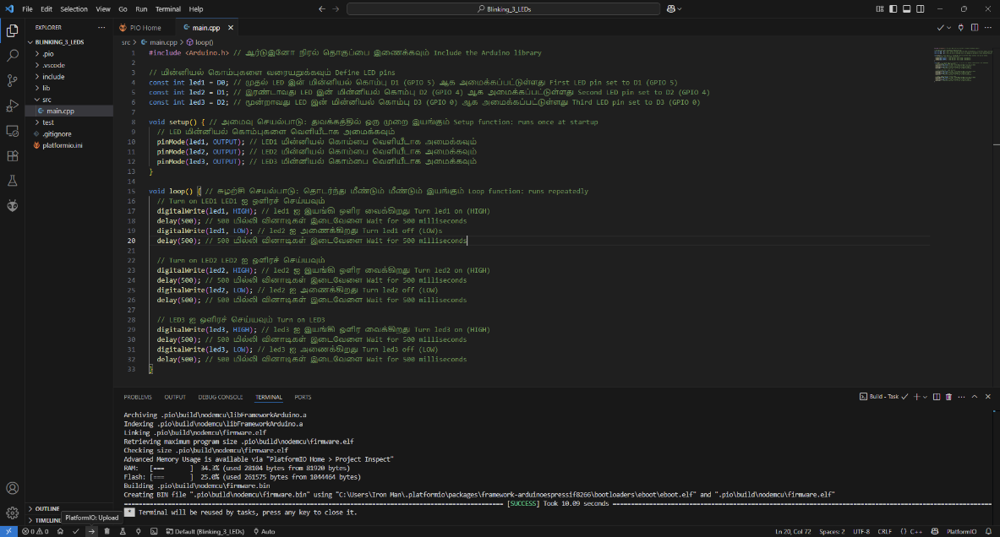 File Edit Selection View Go Run Terminal Help
Blinking_3_LEDs
EXPLORER
BLINKING_3_LEDS
.pio
.vscode
include
lib
src
main.cpp
test
.gitignore
platformio.ini
OUTLINE
TIMELINE
PlatformIO: Upload
PIO Home
main.cpp
src > main.cpp > loop()
1 #include <Arduino.h> // ஆர்டுஇனோ நிரல் தொகுப்பை இணைக்கவும் Include the Arduino library
2
3 // மின்னியல் கொம்புகளை வரையறுக்கவும் Define LED pins
4 const int led1 = D0; // முதல் LED இன் மின்னியல் கொம்பு D1 (GPIO 5) ஆக அமைக்கப்பட்டுள்ளது First LED pin set to D1 (GPIO 5)
5 const int led2 = D1; // இரண்டாவது LED இன் மின்னியல் கொம்பு D2 (GPIO 4) ஆக அமைக்கப்பட்டுள்ளது Second LED pin set to D2 (GPIO 4)
6 const int led3 = D2; // மூன்றாவது LED இன் மின்னியல் கொம்பு D3 (GPIO 0) ஆக அமைக்கப்பட்டுள்ளது Third LED pin set to D3 (GPIO 0)
7
8 void setup() { // அமைவு செயல்பாடு: துவக்கத்தில் ஒரு முறை இயங்கும் Setup function: runs once at startup
9 // LED மின்னியல் கொம்புகளை வெளியீடாக அமைக்கவும்
10 pinMode(led1, OUTPUT); // LED1 மின்னியல் கொம்பை வெளியீடாக அமைக்கவும்
11 pinMode(led2, OUTPUT); // LED2 மின்னியல் கொம்பை வெளியீடாக அமைக்கவும்
12 pinMode(led3, OUTPUT); // LED3 மின்னியல் கொம்பை வெளியீடாக அமைக்கவும்
13 }
14
15 void loop() { // சுழற்சி செயல்பாடு: தொடர்ந்து மீண்டும் மீண்டும் இயங்கும் Loop function: runs repeatedly
16 // Turn on LED1 LED1 ஐ ஒளிரச் செய்யவும்
17 digitalWrite(led1, HIGH); // led1 ஐ இயங்கி ஒளிர வைக்கிறது Turn led1 on (HIGH)
18 delay(500); // 500 மில்லி வினாடிகள் இடைவேளை Wait for 500 milliseconds
19 digitalWrite(led1, LOW); // led2 ஐ அணைக்கிறது Turn led1 off (LOW)s
20 delay(500); // 500 மில்லி வினாடிகள் இடைவேளை Wait for 500 milliseconds
21
22 // Turn on LED2 LED2 ஐ ஒளிரச் செய்யவும்
23 digitalWrite(led2, HIGH); // led2 ஐ இயங்கி ஒளிர வைக்கிறது Turn led2 on (HIGH)
24 delay(500); // 500 மில்லி வினாடிகள் இடைவேளை Wait for 500 milliseconds
25 digitalWrite(led2, LOW); // led2 ஐ அணைக்கிறது Turn led2 off (LOW)
26 delay(500); // 500 மில்லி வினாடிகள் இடைவேளை Wait for 500 milliseconds
27
28 // LED3 ஐ ஒளிரச் செய்யவும் Turn on LED3
29 digitalWrite(led3, HIGH); // led3 ஐ இயங்கி ஒளிர வைக்கிறது Turn led3 on (HIGH)
30 delay(500); // 500 மில்லி வினாடிகள் இடைவேளை Wait for 500 milliseconds
31 digitalWrite(led3, LOW); // led3 ஐ அணைக்கிறது Turn led3 off (LOW)
32 delay(500); // 500 மில்லி வினாடிகள் இடைவேளை Wait for 500 milliseconds
33 }
PROBLEMS OUTPUT DEBUG CONSOLE TERMINAL PORTS
Build - Task
Archiving .pio\build\nodemcu\libFrameworkArduino.a
Indexing .pio\build\nodemcu\libFrameworkArduino.a
Linking .pio\build\nodemcu\firmware.elf
Retrieving maximum program size .pio\build\nodemcu\firmware.elf
Checking size .pio\build\nodemcu\firmware.elf
Advanced Memory Usage is available via "PlatformIO Home > Project Inspect"
RAM: [=== ] 34.3% (used 28104 bytes from 81920 bytes)
Flash: [=== ] 25.0% (used 261575 bytes from 1044464 bytes)
Building .pio\build\nodemcu\firmware.bin
Creating BIN file ".pio\build\nodemcu\firmware.bin" using "C:\Users\Iron Man\.platformio\packages\framework-arduinoespressif8266\bootloaders\eboot\eboot.elf" and ".pio\build\nodemcu\firmware.elf"
[SUCCESS] Took 10.09 seconds
* Terminal will be reused by tasks, press any key to close it.
0 0 Default (Blinking_3_LEDs) Auto Ln 20, Col 72 Spaces: 2 UTF-8 CRLF {} C++ PlatformIO